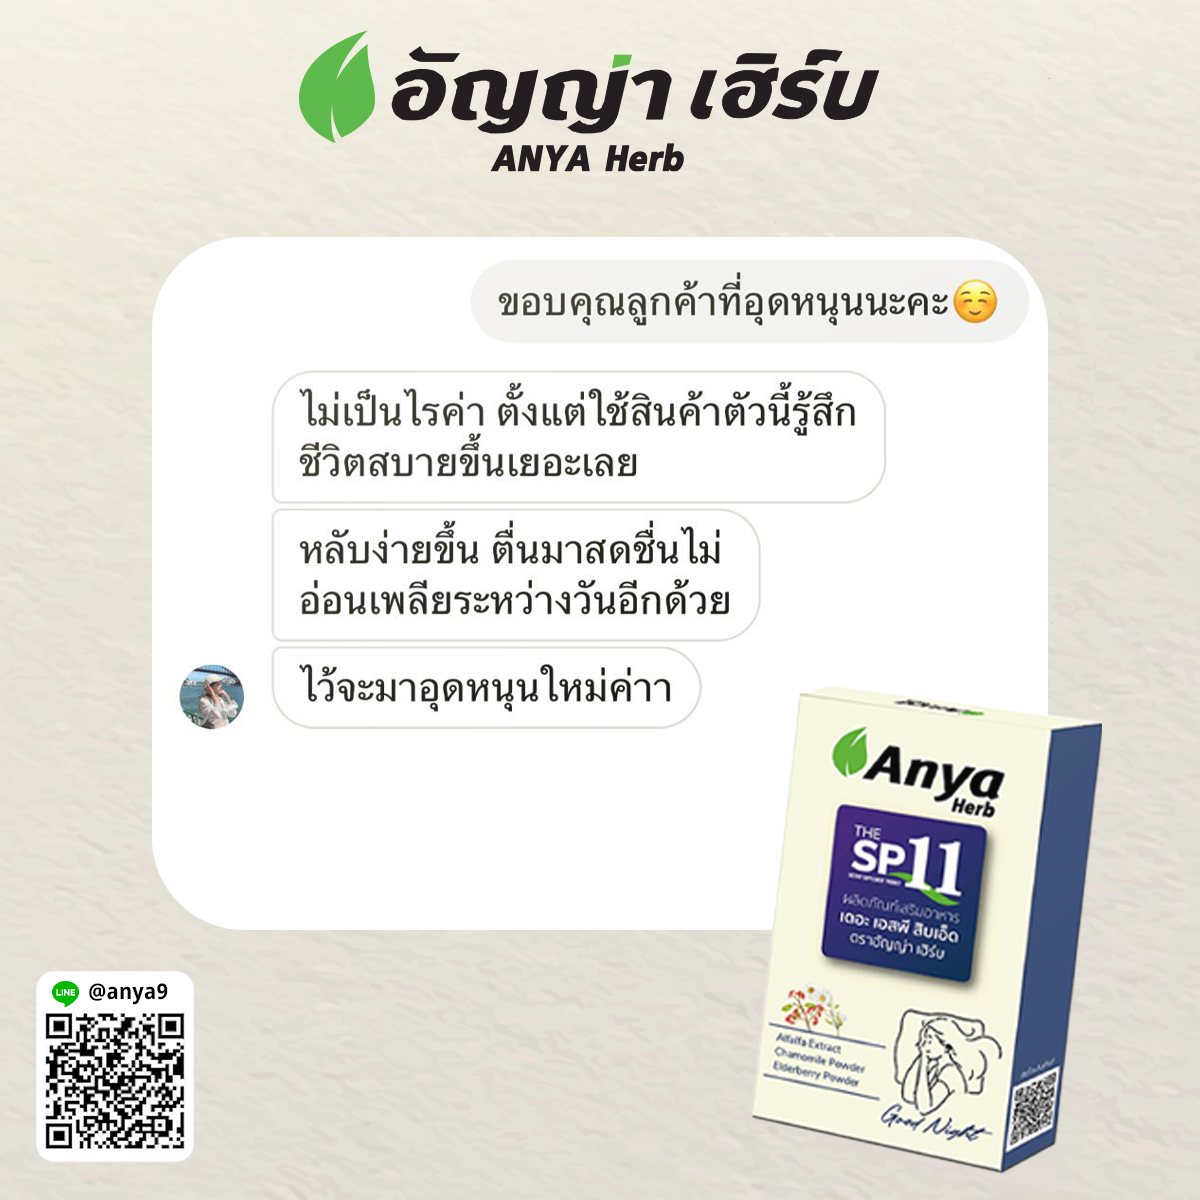 อัญญ่า เฮิร์บ
ANYA Herb
ขอบคุณลูกค้าที่อุดหนุนนะคะ☺️
ไม่เป็นไรค่า ตั้งแต่ใช้สินค้าตัวนี้รู้สึก
ชีวิตสบายขึ้นเยอะเลย
หลับง่ายขึ้น ตื่นมาสดชื่นไม่
อ่อนเพลียระหว่างวันอีกด้วย
ไว้จะมาอุดหนุนใหม่ค่าา
Anya
Herb
THE
SP11
ผลิตภัณฑ์เสริมอาหาร
เดอะ เอสพี สิบเอ็ด
ตราอัญญ่า เฮิร์บ
Alfalfa Extract
Chamomile Powder
Elderberry Powder
Good Night
LINE @anya9